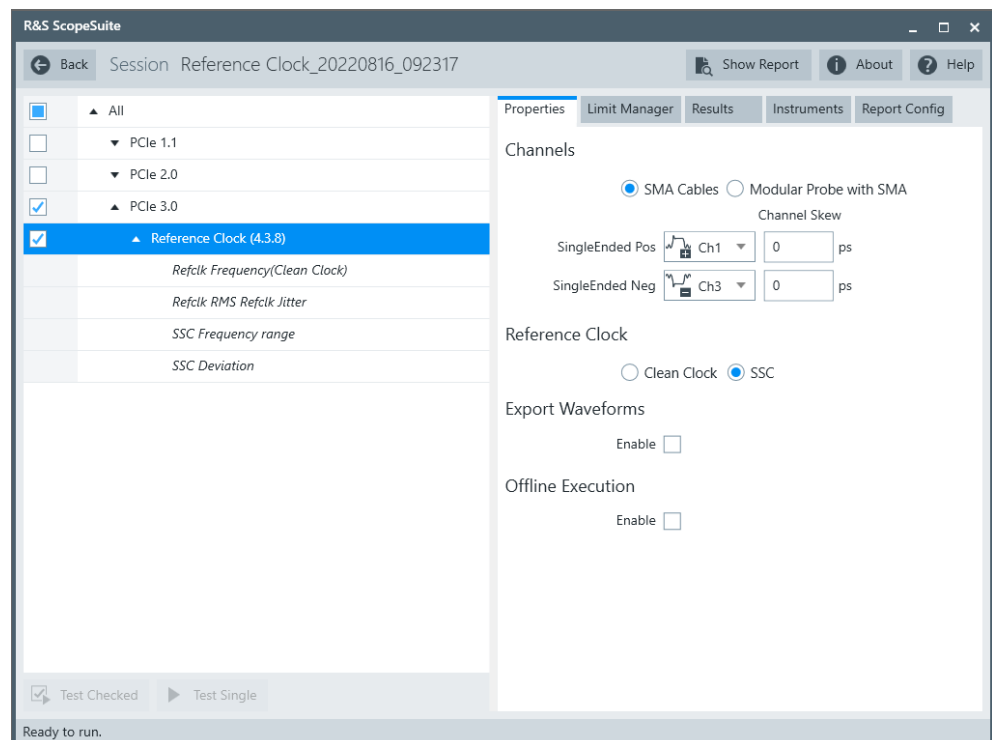 R&S ScopeSuite
Back Session Reference Clock_20220816_092317 Show Report About Help
All
PCIe 1.1
PCIe 2.0
PCIe 3.0
Reference Clock (4.3.8)
Refclk Frequency(Clean Clock)
Refclk RMS Refclk Jitter
SSC Frequency range
SSC Deviation
Test Checked Test Single
Properties Limit Manager Results Instruments Report Config
Channels
SMA Cables Modular Probe with SMA
Channel Skew
SingleEnded Pos Ch1 0 ps
SingleEnded Neg Ch3 0 ps
Reference Clock
Clean Clock SSC
Export Waveforms
Enable
Offline Execution
Enable
Ready to run.